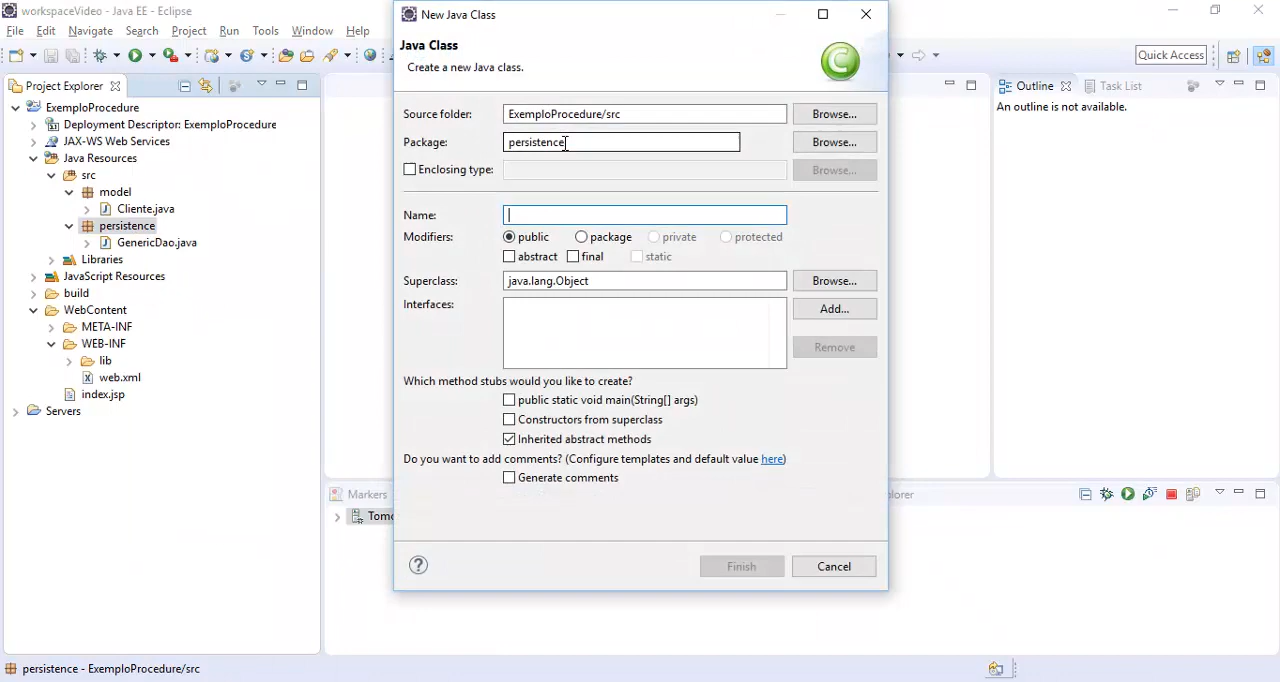 workspaceVideo - Java EE - Eclipse
File Edit Navigate Search Project Run Tools Window Help
Quick Access
Project Explorer
ExemploProcedure
Deployment Descriptor: ExemploProcedure
JAX-WS Web Services
Java Resources
src
model
Cliente.java
persistence
GenericDao.java
Libraries
JavaScript Resources
build
WebContent
META-INF
WEB-INF
lib
web.xml
index.jsp
Servers
New Java Class
Java Class
Create a new Java class.
C
Source folder: ExemploProcedure/src Browse...
Package: persistence Browse...
Enclosing type: Browse...
Name:
Modifiers: public package private protected
abstract final static
Superclass: java.lang.Object Browse...
Interfaces: Add...
Remove
Which method stubs would you like to create?
public static void main(String[] args)
Constructors from superclass
Inherited abstract methods
Do you want to add comments? (Configure templates and default value here)
Generate comments
? Finish Cancel
Outline Task List
An outline is not available.
Markers
persistence - ExemploProcedure/src